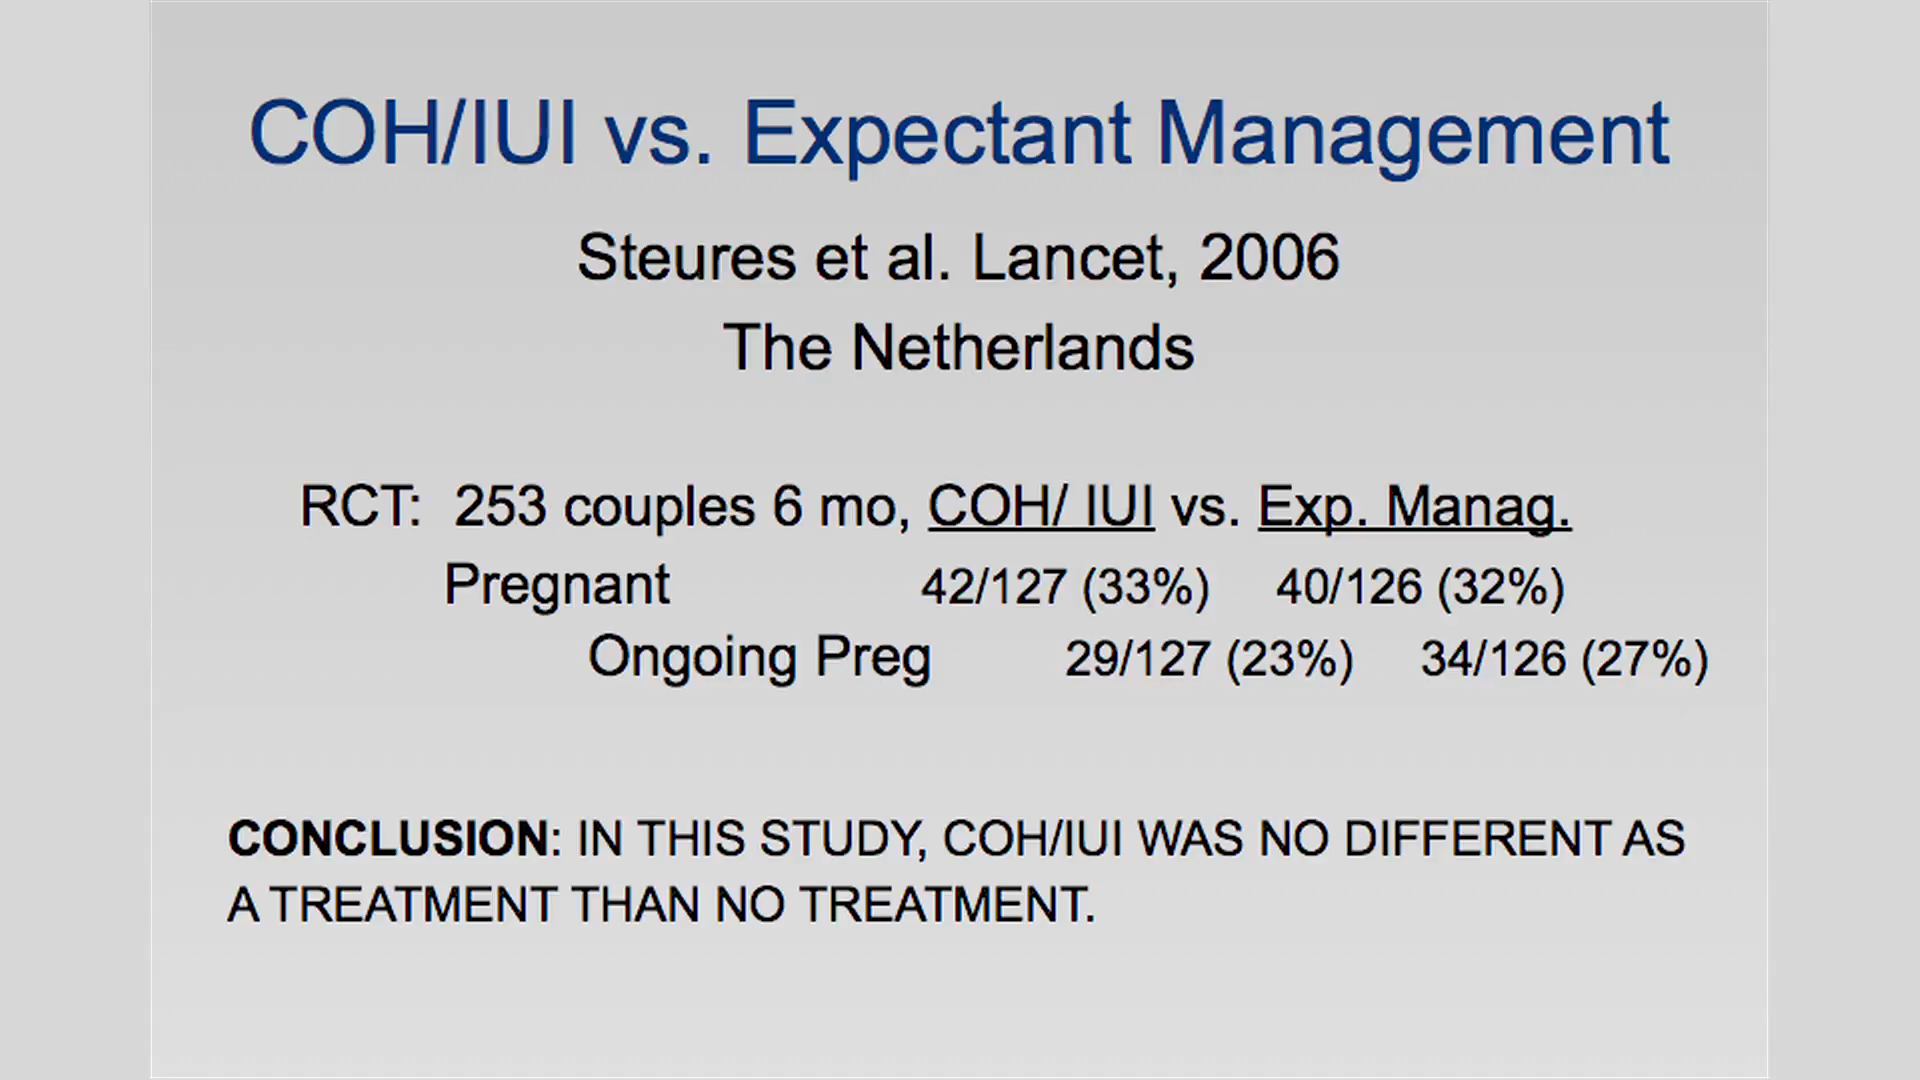 COH/IUI vs. Expectant Management
Steures et al. Lancet, 2006
The Netherlands
RCT: 253 couples 6 mo, COH/ IUI vs. Exp. Manag.
Pregnant 42/127 (33%) 40/126 (32%)
Ongoing Preg 29/127 (23%) 34/126 (27%)
CONCLUSION: IN THIS STUDY, COH/IUI WAS NO DIFFERENT AS
A TREATMENT THAN NO TREATMENT.